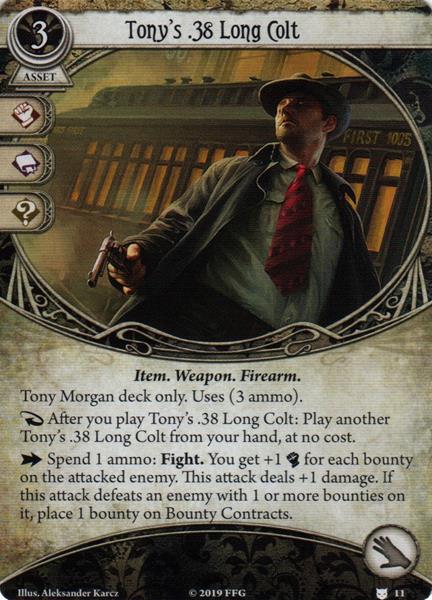 3
Tony's .38 Long Colt
ASSET
FIRST 1035
Item. Weapon. Firearm.
Tony Morgan deck only. Uses (3 ammo).
After you play Tony's .38 Long Colt: Play another
Tony's .38 Long Colt from your hand, at no cost.
Spend 1 ammo: Fight. You get +1 for each bounty
on the attacked enemy. This attack deals +1 damage. If
this attack defeats an enemy with 1 or more bounties on
it, place 1 bounty on Bounty Contracts.
Illus. Aleksander Karcz
© 2019 FFG
11